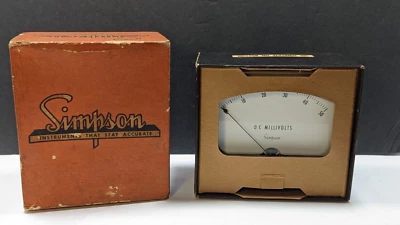 Simpson
INSTRUMENTS THAT STAY ACCURATE
10 20 30 40 50
D C MILLIVOLTS
Simpson